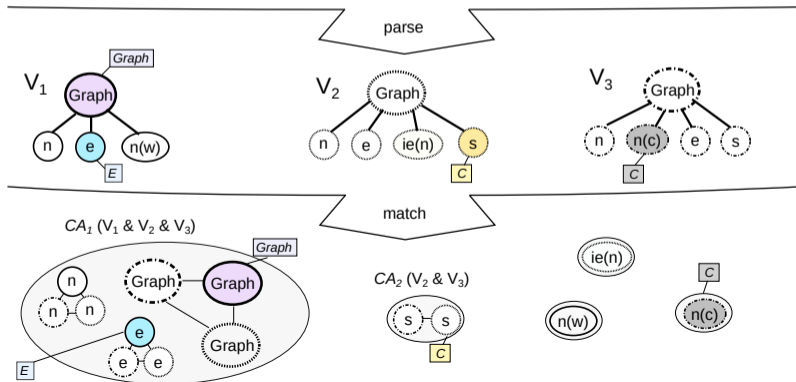 parse
Graph
V1
Graph
n
e
n(w)
E
V2
Graph
n
e
ie(n)
s
C
V3
Graph
n
n(c)
e
s
C
match
CA1 (V1 & V2 & V3)
Graph
n
n
n
Graph
Graph
Graph
e
e
e
E
CA2 (V2 & V3)
s
s
C
ie(n)
n(w)
C
n(c)